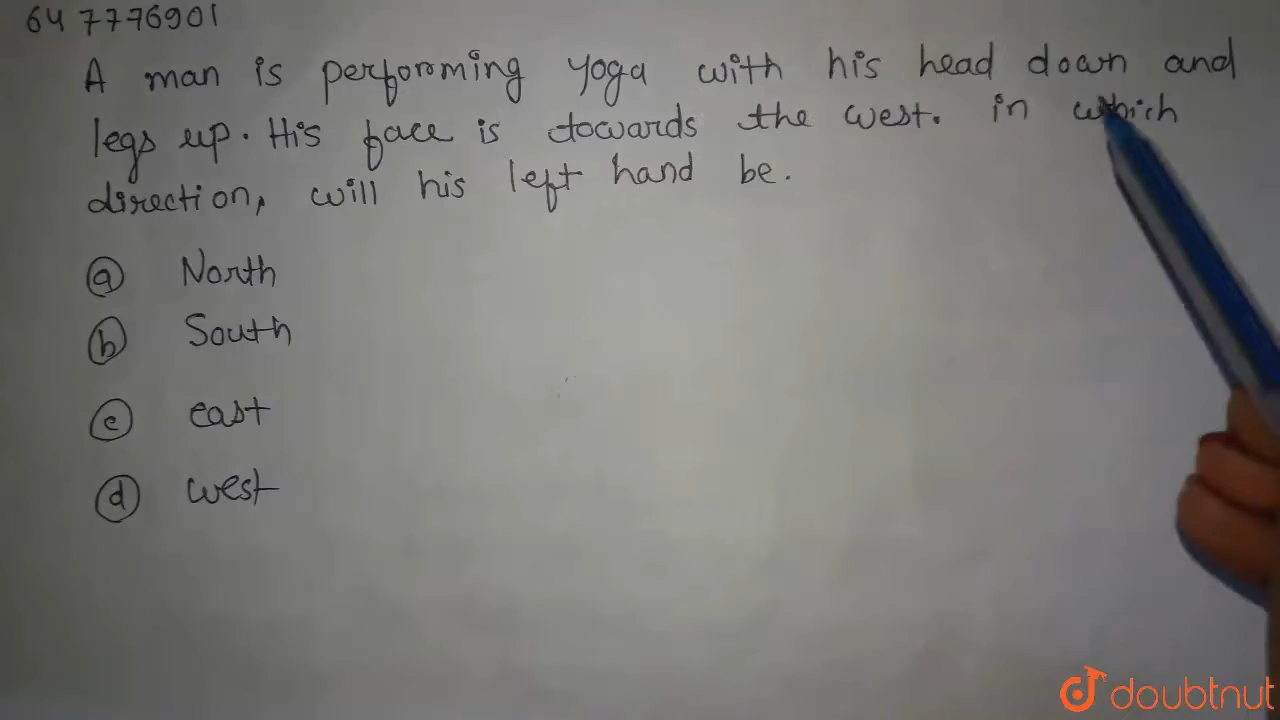 64 7776901
A man is performing yoga with his head down and
legs up. His face is towards the west. in which
direction, will his left hand be.
a North
b South
c east
d west
doubtnut